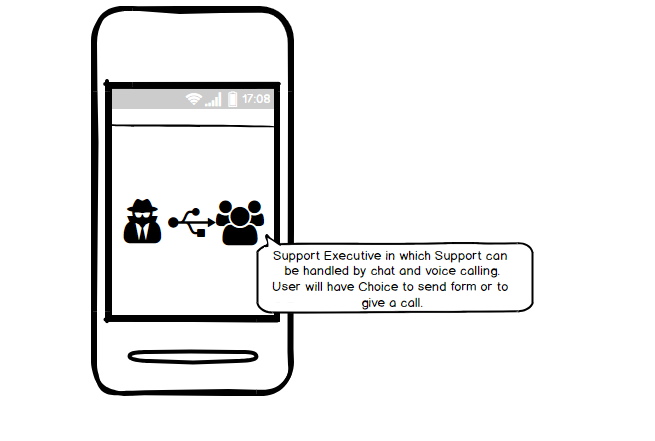 17:08
Support Executive in which Support can
be handled by chat and voice calling.
User will have Choice to send form or to
give a call.